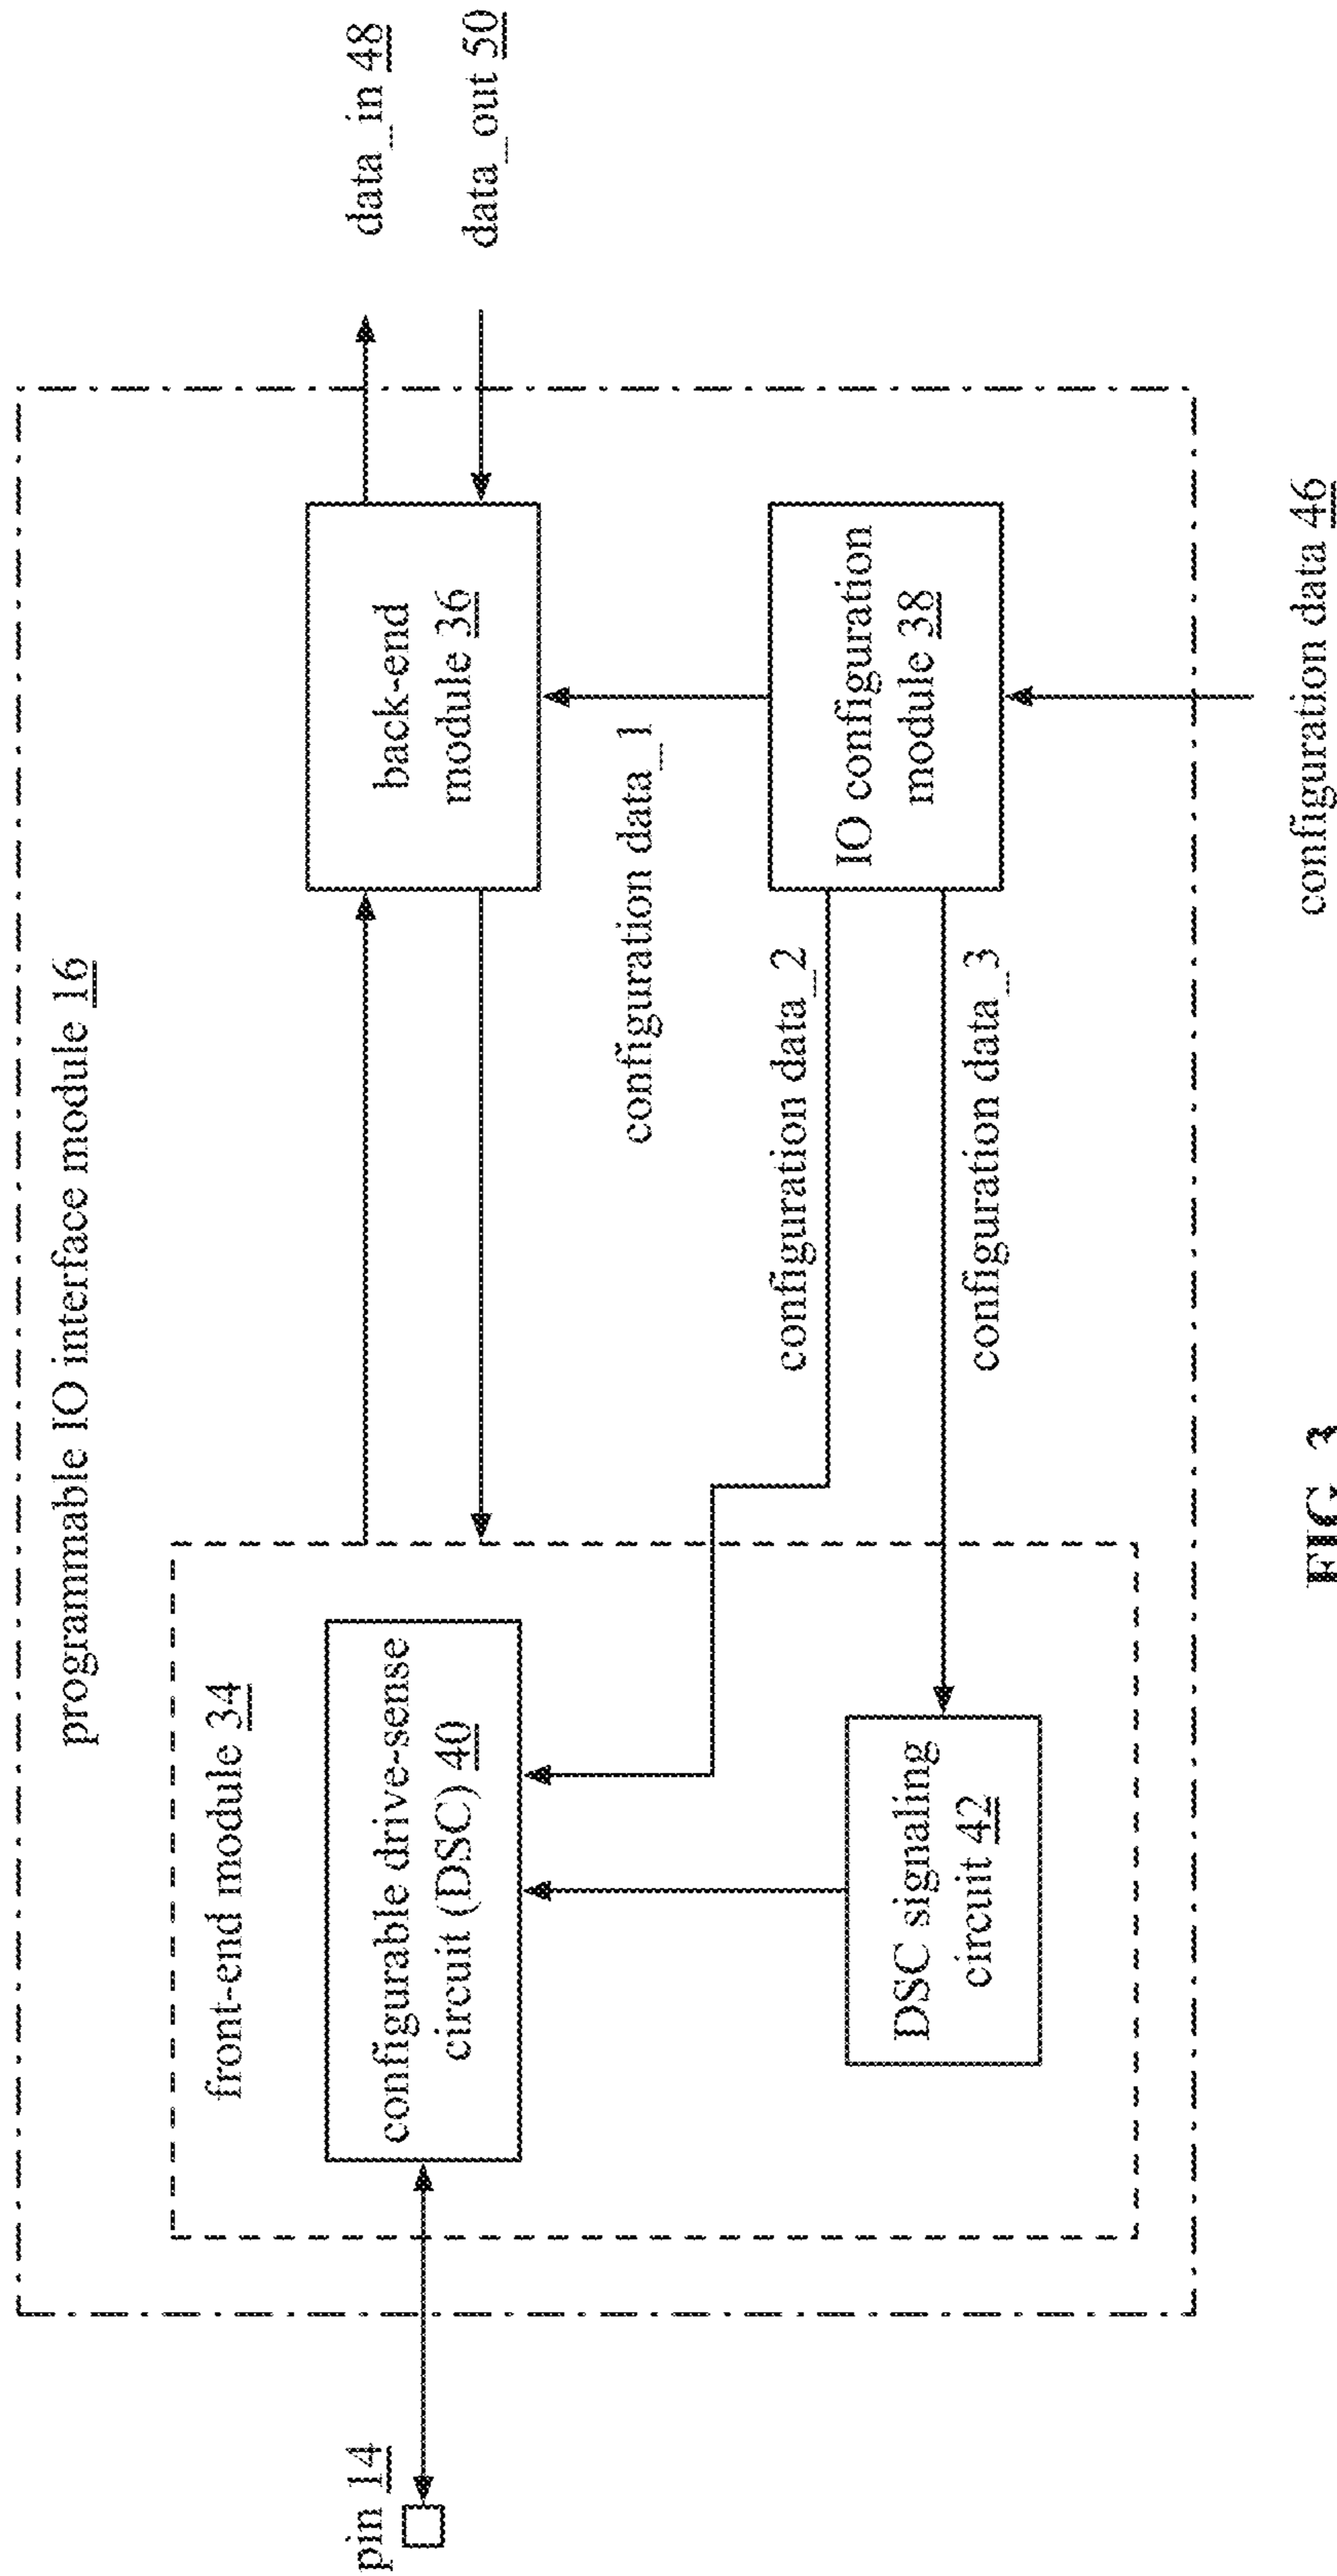 programmable IO interface module 16
front-end module 34
pin 14
configurable drive-sense
circuit (DSC) 40
back-end
module 36
data_in 48
data_out 50
configuration data_1
configuration data_2
configuration data_3
DSC signaling
circuit 42
IO configuration
module 38
configuration data 46
FIG. 3